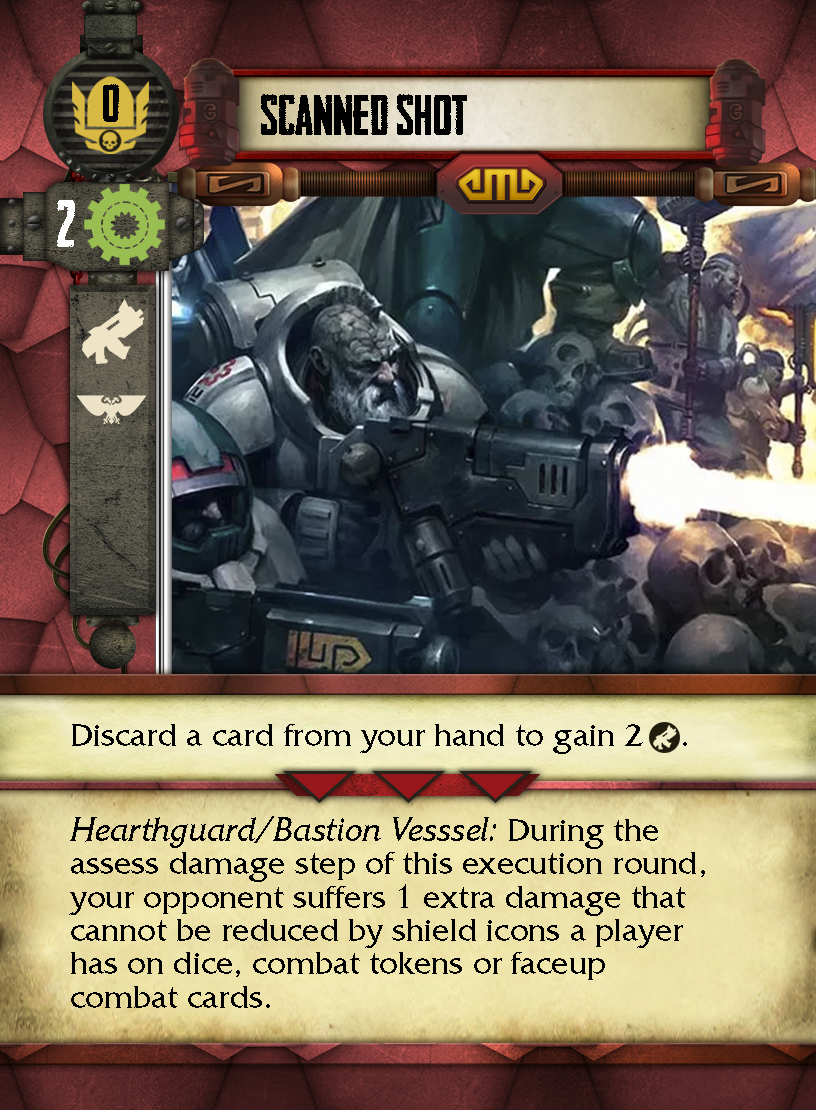 0
SCANNED SHOT
2
Discard a card from your hand to gain 2.
Hearthguard/Bastion Vesssel: During the
assess damage step of this execution round,
your opponent suffers 1 extra damage that
cannot be reduced by shield icons a player
has on dice, combat tokens or faceup
combat cards.